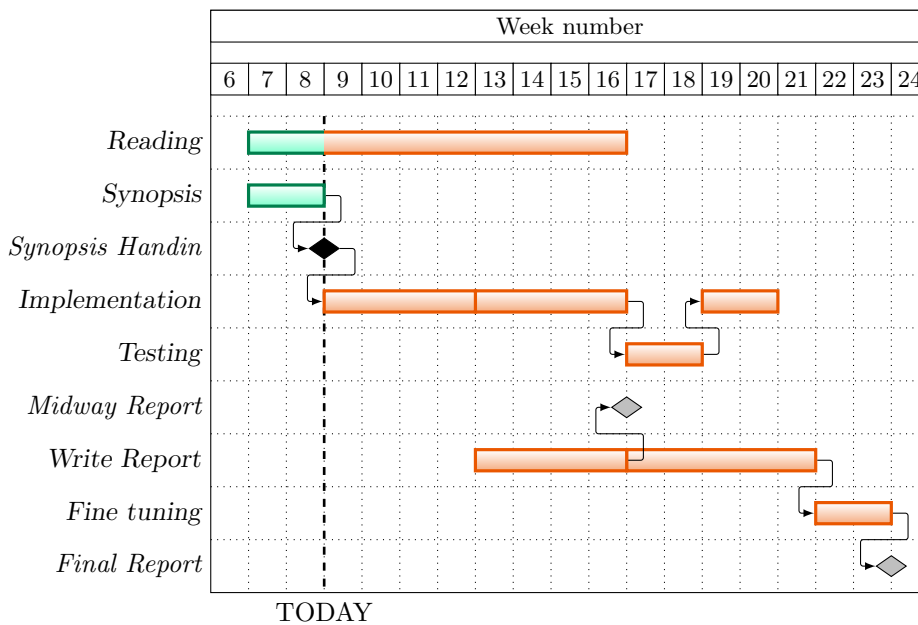 Week number
6 7 8 9 10 11 12 13 14 15 16 17 18 19 20 21 22 23 24
Reading
Synopsis
Synopsis Handin
Implementation
Testing
Midway Report
Write Report
Fine tuning
Final Report
TODAY